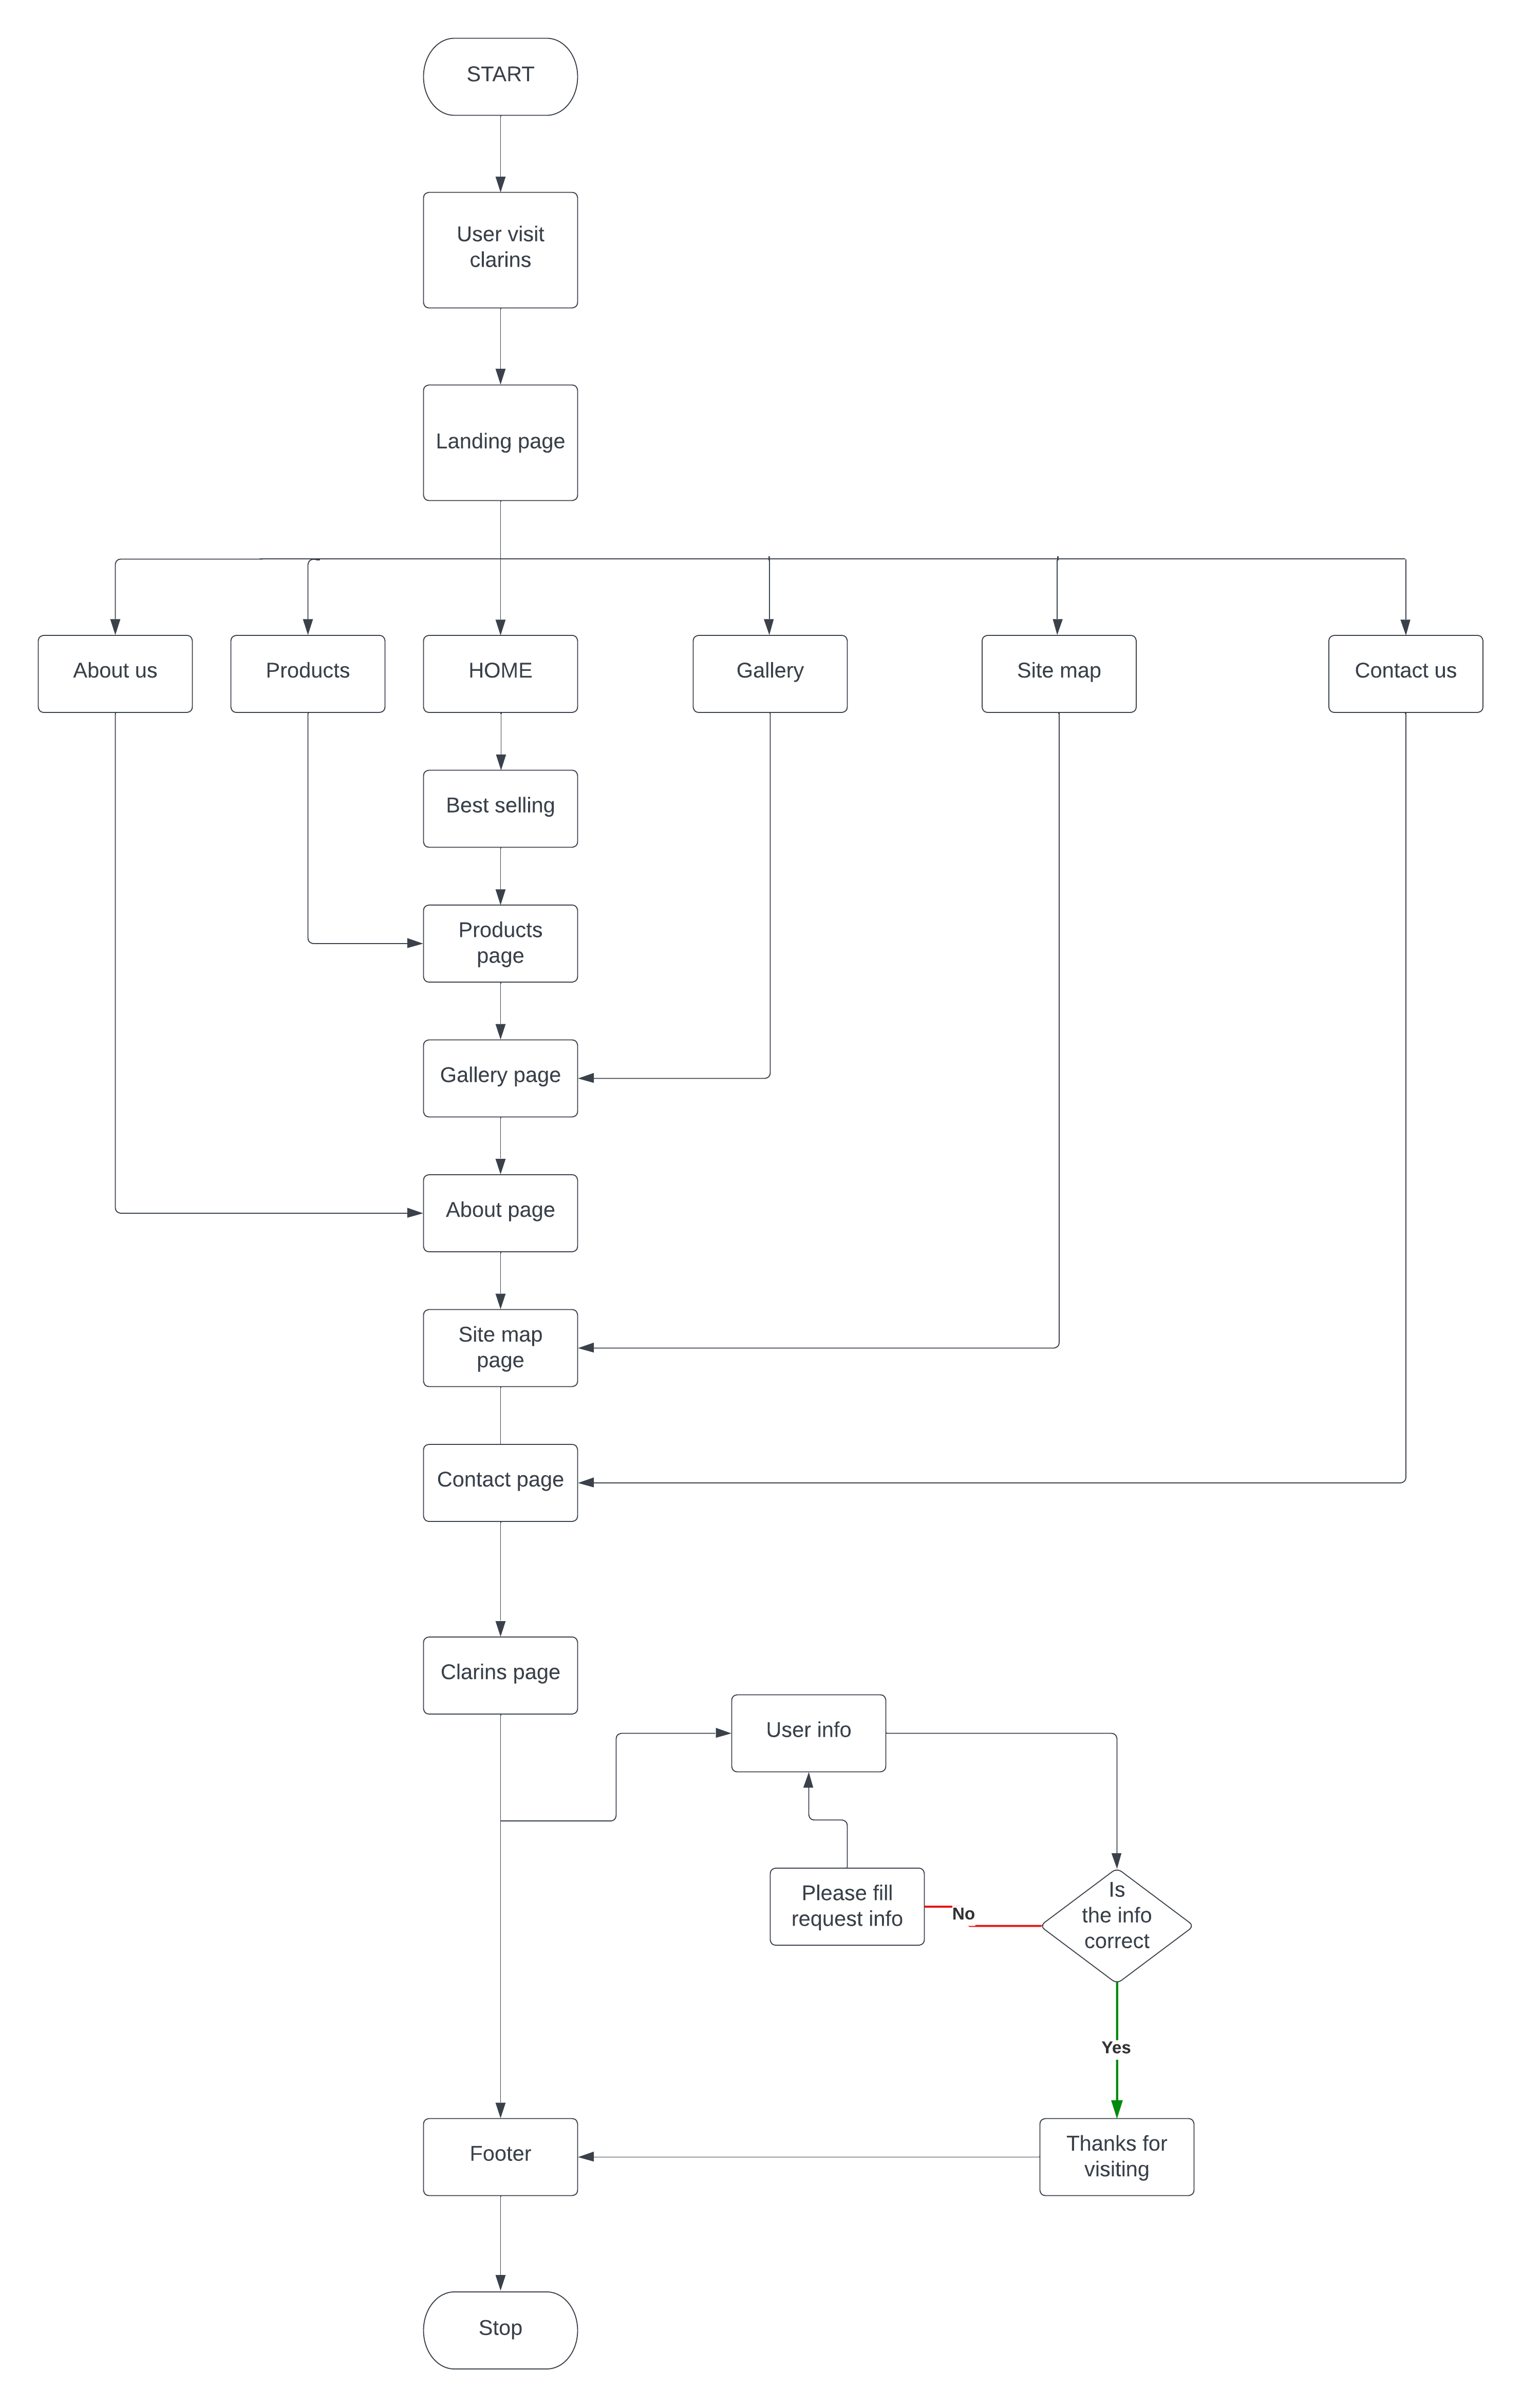 START
User visit
clarins
Landing page
About us
Products
HOME
Gallery
Site map
Contact us
Best selling
Products
page
Gallery page
About page
Site map
page
Contact page
Clarins page
User info
Please fill
request info
No
Is
the info
correct
Yes
Footer
Thanks for
visiting
Stop